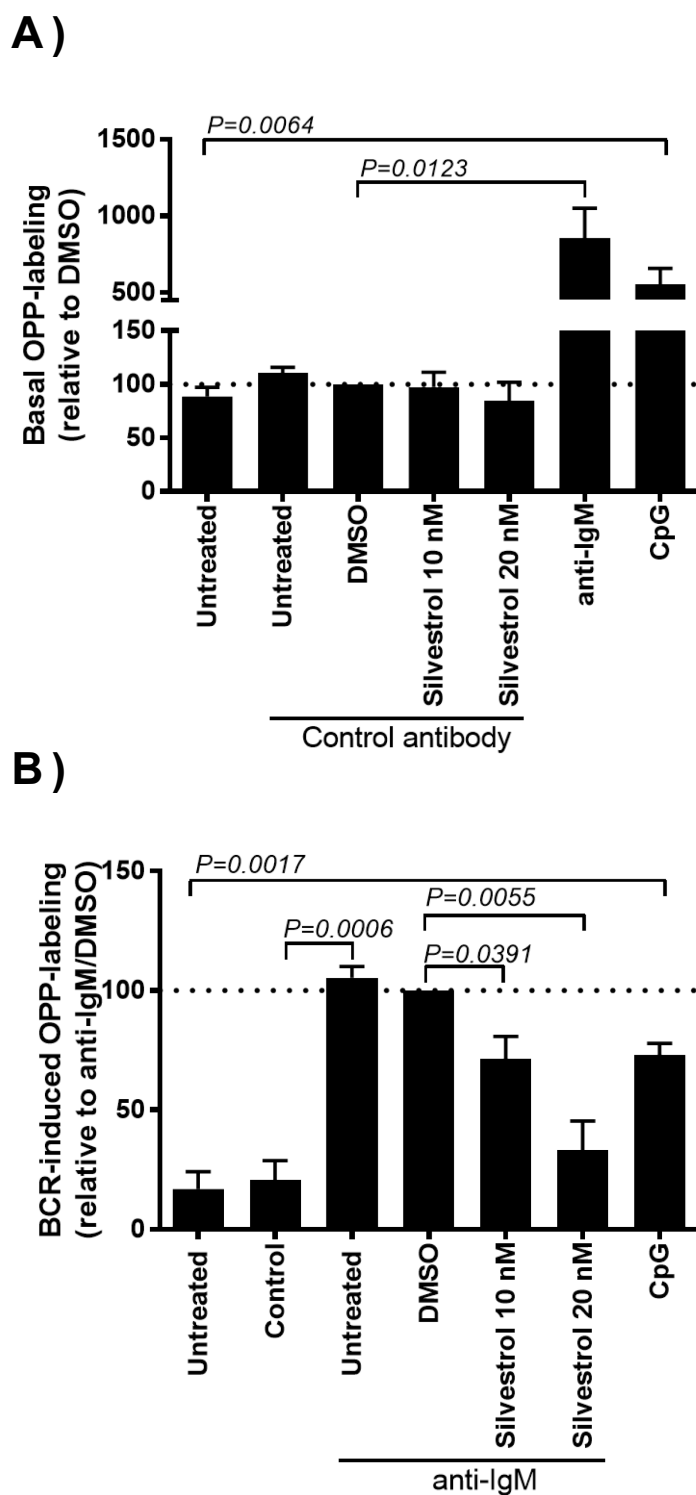 A )
P=0.0064
P=0.0123
Basal OPP-labeling
(relative to DMSO)
1500
1000
500
150
100
50
0
Untreated
Untreated
DMSO
Silvestrol 10 nM
Silvestrol 20 nM
anti-IgM
CpG
Control antibody
B )
P=0.0017
P=0.0055
P=0.0006
P=0.0391
BCR-induced OPP-labeling
(relative to anti-IgM/DMSO)
150
100
50
0
Untreated
Control
Untreated
DMSO
Silvestrol 10 nM
Silvestrol 20 nM
CpG
anti-IgM